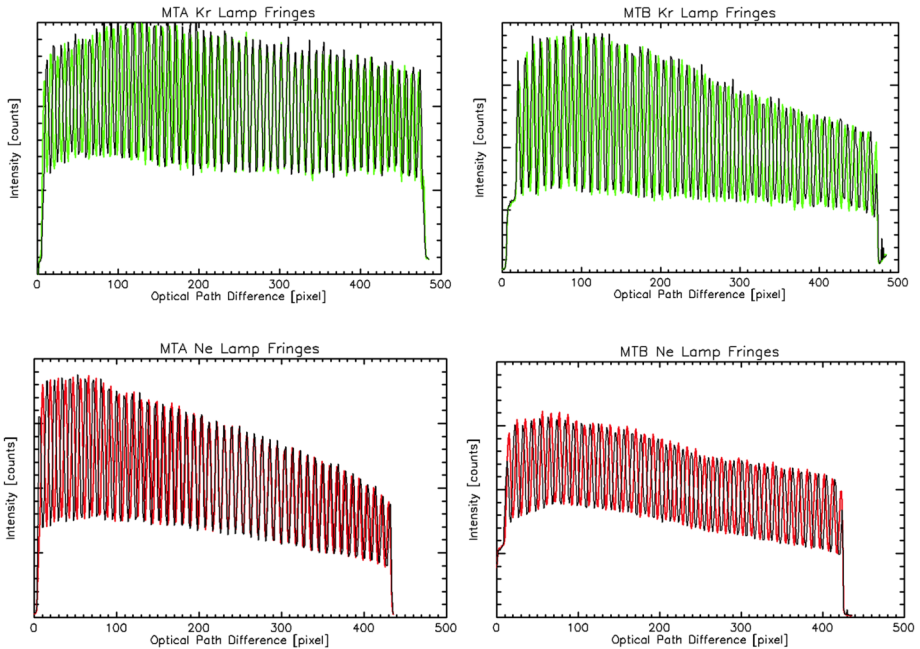 MTA Kr Lamp Fringes
Intensity [counts]
0 100 200 300 400 500
Optical Path Difference [pixel]
MTB Kr Lamp Fringes
Intensity [counts]
0 100 200 300 400 500
Optical Path Difference [pixel]
MTA Ne Lamp Fringes
Intensity [counts]
0 100 200 300 400 500
Optical Path Difference [pixel]
MTB Ne Lamp Fringes
Intensity [counts]
0 100 200 300 400 500
Optical Path Difference [pixel]